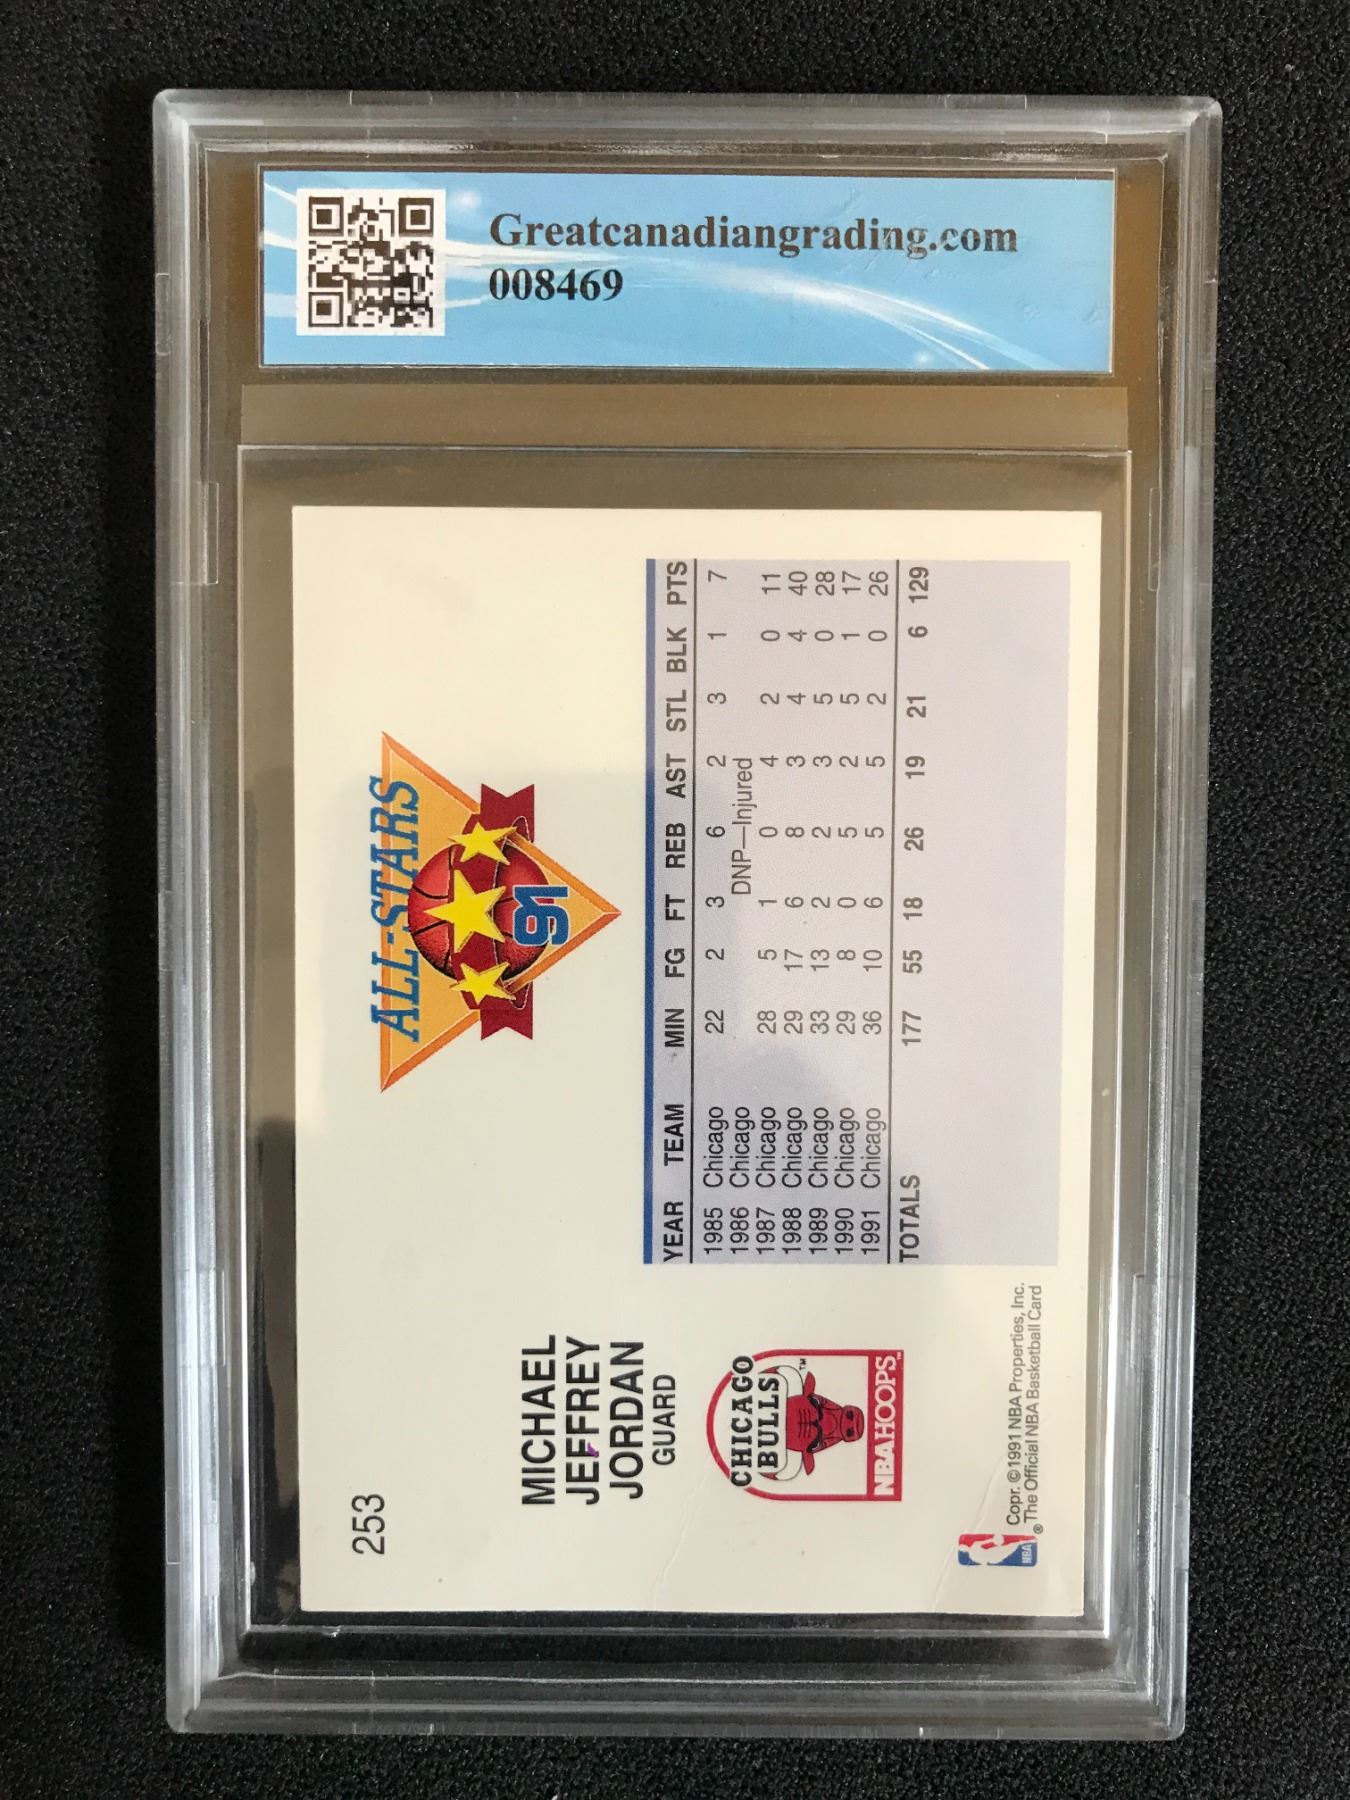 Greatcanadiangrading.com
008469
253
ALL-STARS
91
MICHAEL
JEFFREY
JORDAN
GUARD
CHICAGO
BULLS
TM
NBA HOOPS
YEAR TEAM MIN FG FT REB AST STL BLK PTS
1985 Chicago 22 2 3 6 2 3 1 7
1986 Chicago DNP—Injured
1987 Chicago 28 5 1 0 4 2 0 11
1988 Chicago 29 17 6 8 3 4 4 40
1989 Chicago 33 13 2 2 3 5 0 28
1990 Chicago 29 8 0 5 2 5 1 17
1991 Chicago 36 10 6 5 5 2 0 26
TOTALS 177 55 18 26 19 21 6 129
NBA
®
Copr. ©1991 NBA Properties, Inc.
The Official NBA Basketball Card